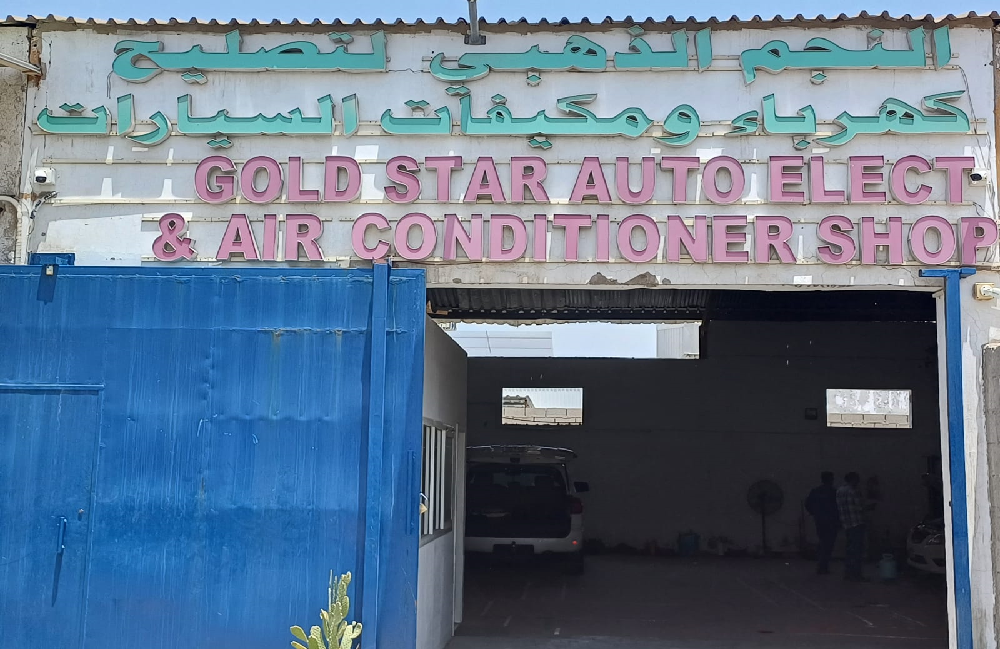 النجم الذهبي لتصليح
كهرباء ومكيفات السيارات
GOLD STAR AUTO ELECT
& AIR CONDITIONER SHOP